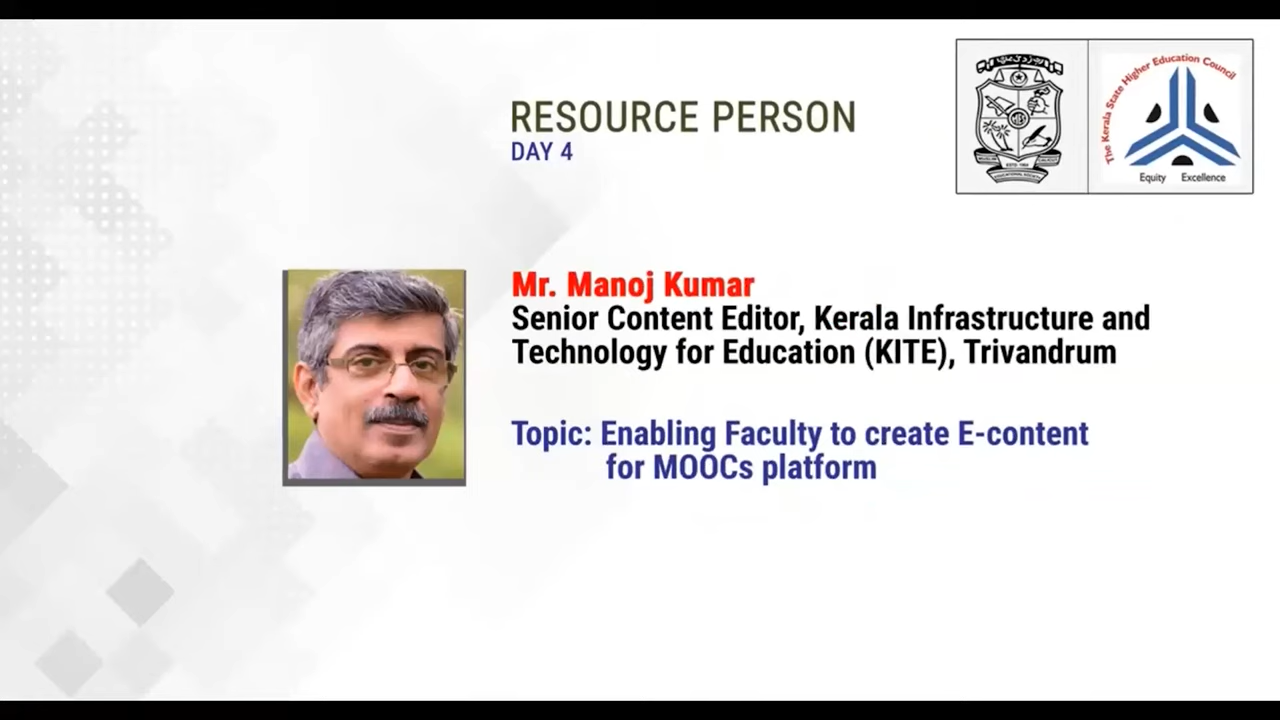 RESOURCE PERSON
DAY 4
The Kerala State Higher Education Council
Equity Excellence
Mr. Manoj Kumar
Senior Content Editor, Kerala Infrastructure and
Technology for Education (KITE), Trivandrum
Topic: Enabling Faculty to create E-content
for MOOCs platform